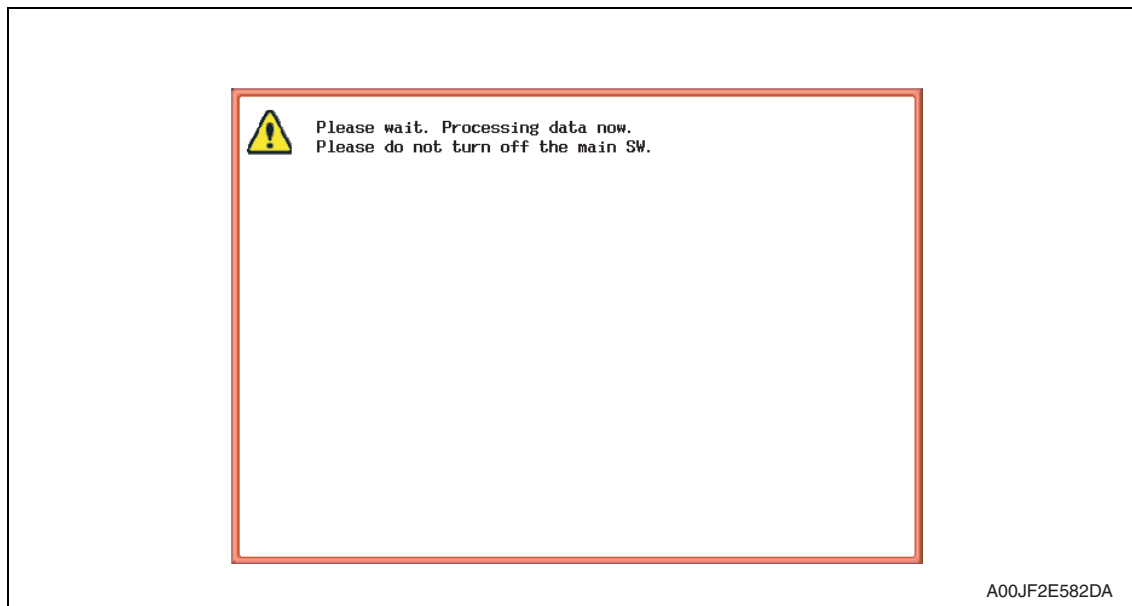 Please wait. Processing data now.
Please do not turn off the main SW.
A00JF2E582DA